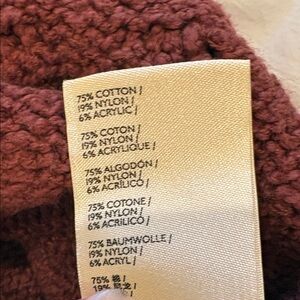 75% COTTON /
19% NYLON /
6% ACRYLIC /
75% COTON /
19% NYLON /
6% ACRYLIQUE /
75% ALGODÓN /
19% NYLON /
6% ACRÍLICO /
75% COTONE /
19% NYLON /
6% ACRILICO /
75% BAUMWOLLE /
19% NYLON /
6% ACRYL /
75% 棉 /
19%